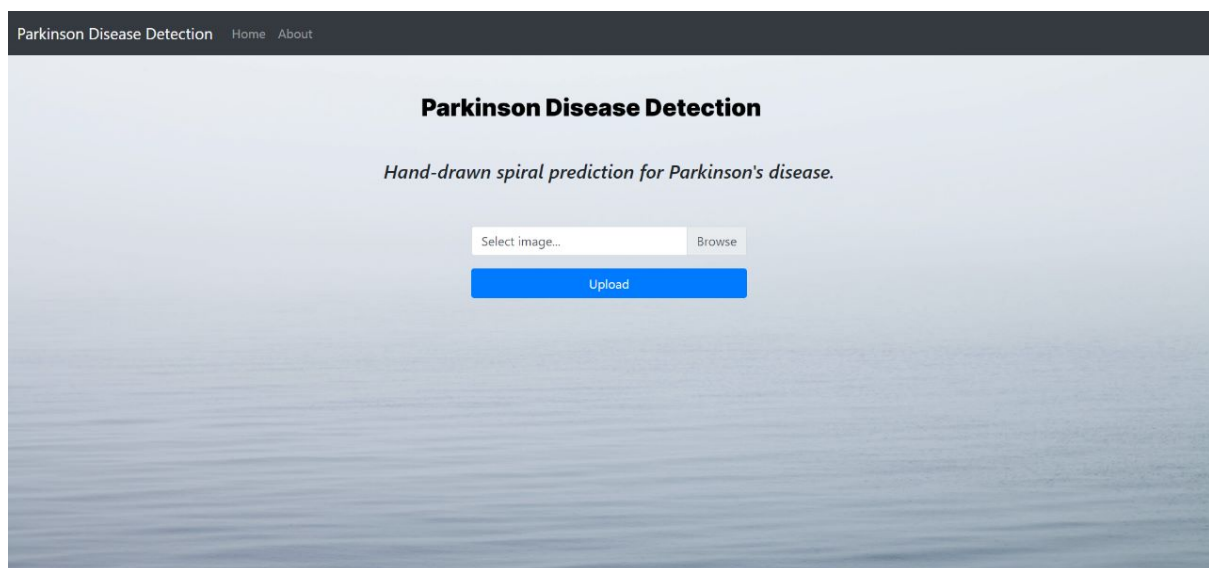 Parkinson Disease Detection Home About
Parkinson Disease Detection
Hand-drawn spiral prediction for Parkinson's disease.
Select image... Browse
Upload